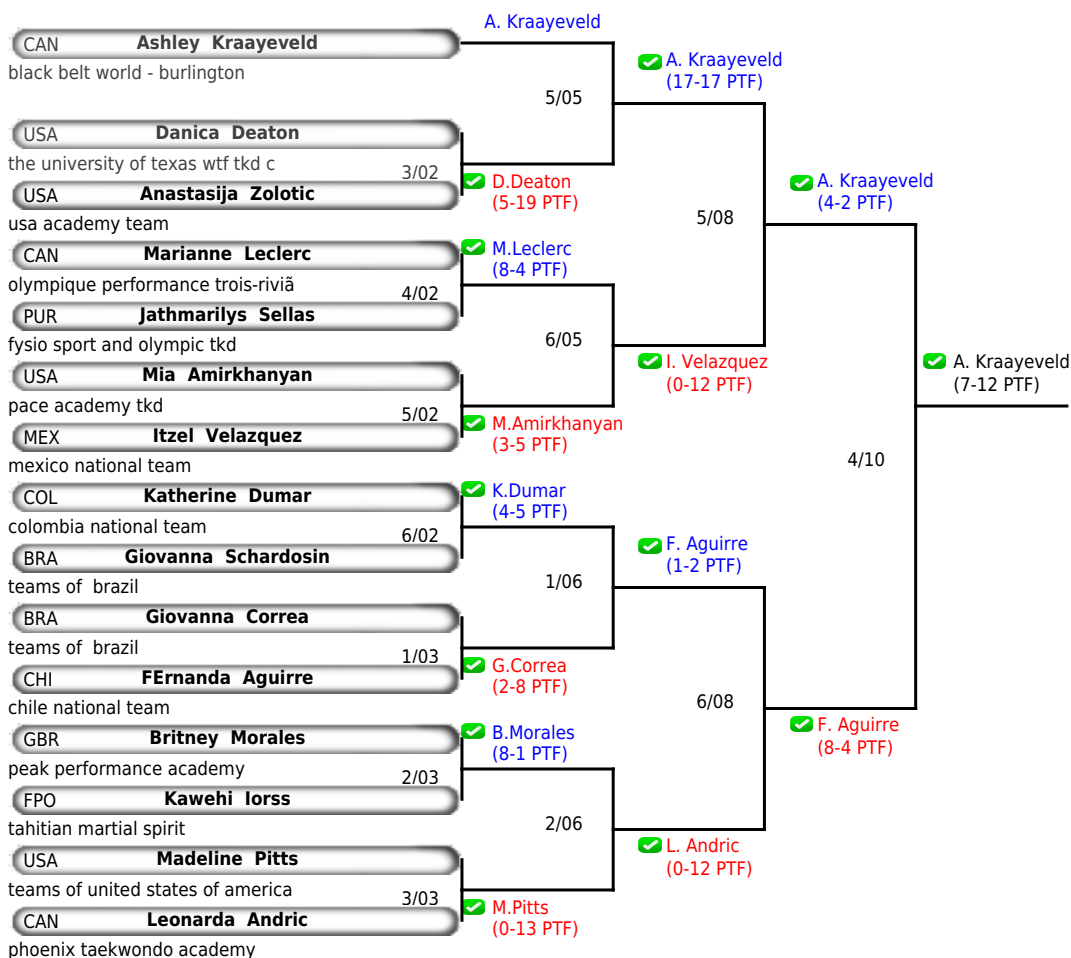 A. Kraayeveld
CAN Ashley Kraayeveld
black belt world - burlington
A. Kraayeveld
(17-17 PTF)
5/05
USA Danica Deaton
the university of texas wtf tkd c
3/02
USA Anastasija Zolotic
usa academy team
D.Deaton
(5-19 PTF)
A. Kraayeveld
(4-2 PTF)
5/08
CAN Marianne Leclerc
olympique performance trois-riviã
M.Leclerc
(8-4 PTF)
4/02
PUR Jathmarilys Sellas
fysio sport and olympic tkd
6/05
USA Mia Amirkhanyan
pace academy tkd
I. Velazquez
(0-12 PTF)
A. Kraayeveld
(7-12 PTF)
5/02
MEX Itzel Velazquez
mexico national team
M.Amirkhanyan
(3-5 PTF)
4/10
COL Katherine Dumar
colombia national team
K.Dumar
(4-5 PTF)
6/02
BRA Giovanna Schardosin
teams of brazil
F. Aguirre
(1-2 PTF)
1/06
BRA Giovanna Correa
teams of brazil
1/03
CHI FErnanda Aguirre
chile national team
G.Correa
(2-8 PTF)
6/08
F. Aguirre
(8-4 PTF)
GBR Britney Morales
peak performance academy
B.Morales
(8-1 PTF)
2/03
FPO Kawehi Iorss
tahitian martial spirit
2/06
USA Madeline Pitts
teams of united states of america
L. Andric
(0-12 PTF)
3/03
CAN Leonarda Andric
phoenix taekwondo academy
M.Pitts
(0-13 PTF)